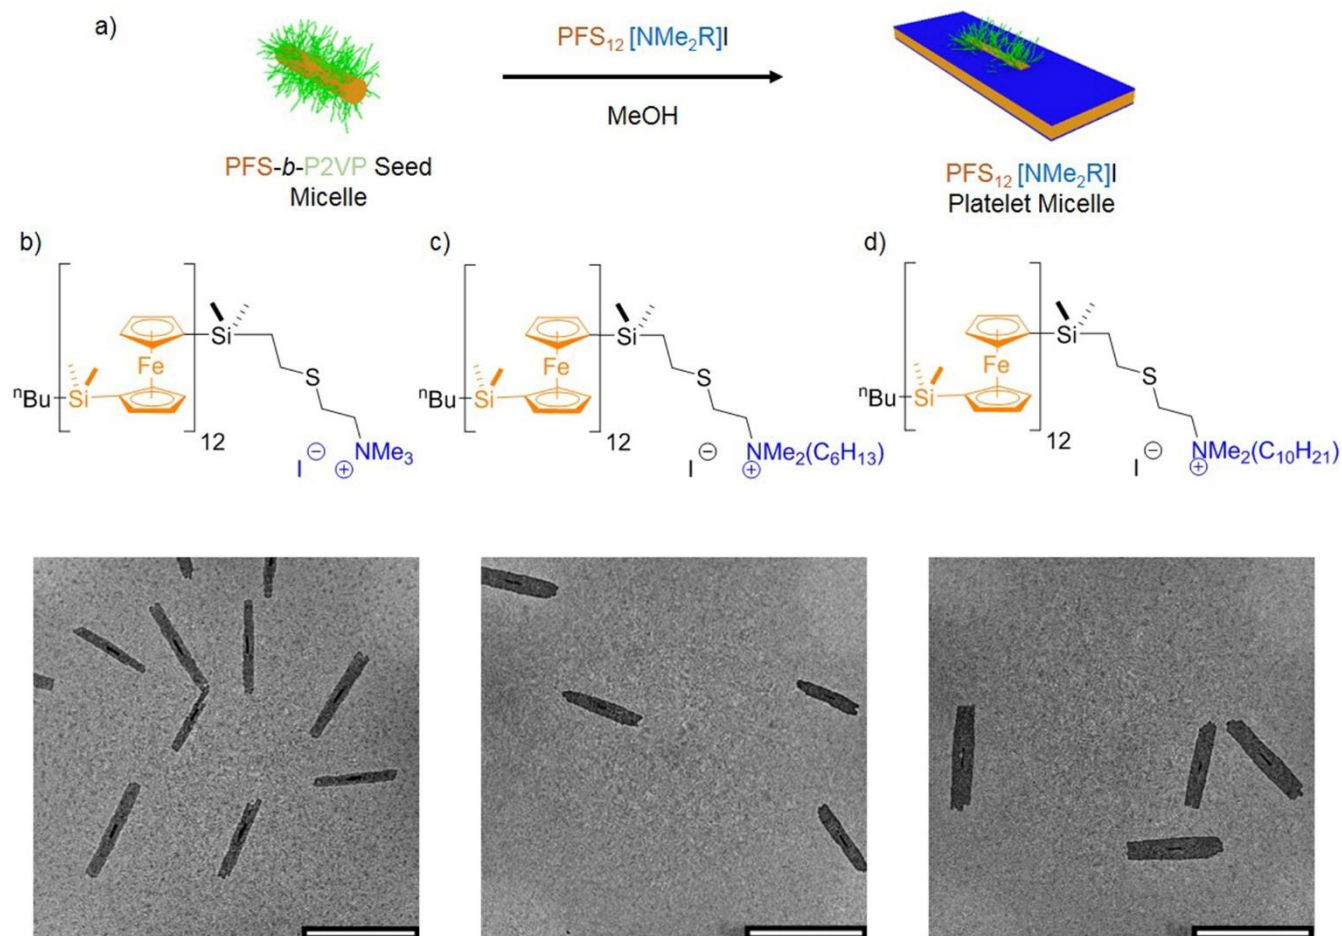 a)
PFS₁₂ [NMe₂R]I
MeOH
PFS-b-P2VP Seed
Micelle
PFS₁₂ [NMe₂R]I
Platelet Micelle
b)
Si
Fe
S
ⁿBu
Si
12
NMe₃
I ⊖
⊕
c)
Si
Fe
S
ⁿBu
Si
12
NMe₂(C₆H₁₃)
I ⊖
⊕
d)
Si
Fe
S
ⁿBu
Si
12
NMe₂(C₁₀H₂₁)
I ⊖
⊕